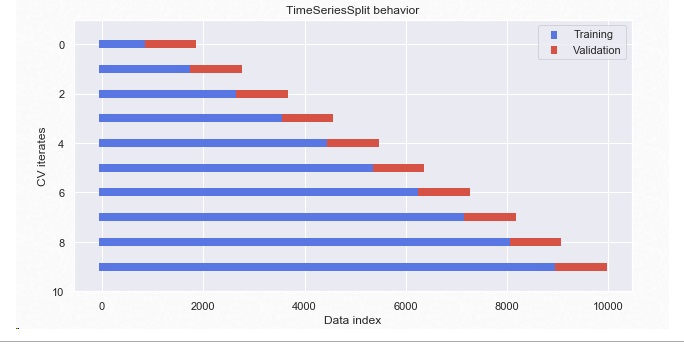 TimeSeriesSplit behavior
Training
Validation
0
2
4
6
8
10
CV iterates
0 2000 4000 6000 8000 10000
Data index